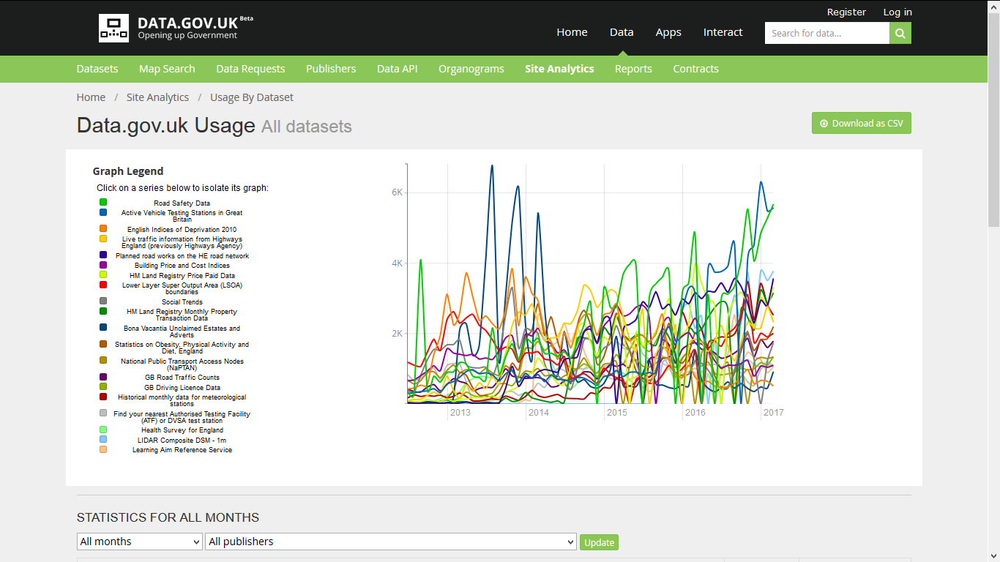 Register Log in
DATA.GOV.UK Beta
Opening up Government
Home Data Apps Interact Search for data...
Datasets Map Search Data Requests Publishers Data API Organograms Site Analytics Reports Contracts
Home / Site Analytics / Usage By Dataset
Data.gov.uk Usage All datasets
Download as CSV
Graph Legend
Click on a series below to isolate its graph:
Road Safety Data
Active Vehicle Testing Stations in Great
Britain
English Indices of Deprivation 2010
Live traffic information from Highways
England (previously Highways Agency)
Planned road works on the HE road network
Building Price and Cost Indices
HM Land Registry Price Paid Data
Lower Layer Super Output Area (LSOA)
boundaries
Social Trends
HM Land Registry Monthly Property
Transaction Data
Bona Vacantia Unclaimed Estates and
Adverts
Statistics on Obesity, Physical Activity and
Diet, England
National Public Transport Access Nodes
(NaPTAN)
GB Road Traffic Counts
GB Driving Licence Data
Historical monthly data for meteorological
stations
Find your nearest Authorised Testing Facility
(ATF) or DVSA test station
Health Survey for England
LIDAR Composite DSM - 1m
Learning Aim Reference Service
6K
4K
2K
2013 2014 2015 2016 2017
STATISTICS FOR ALL MONTHS
All months All publishers Update